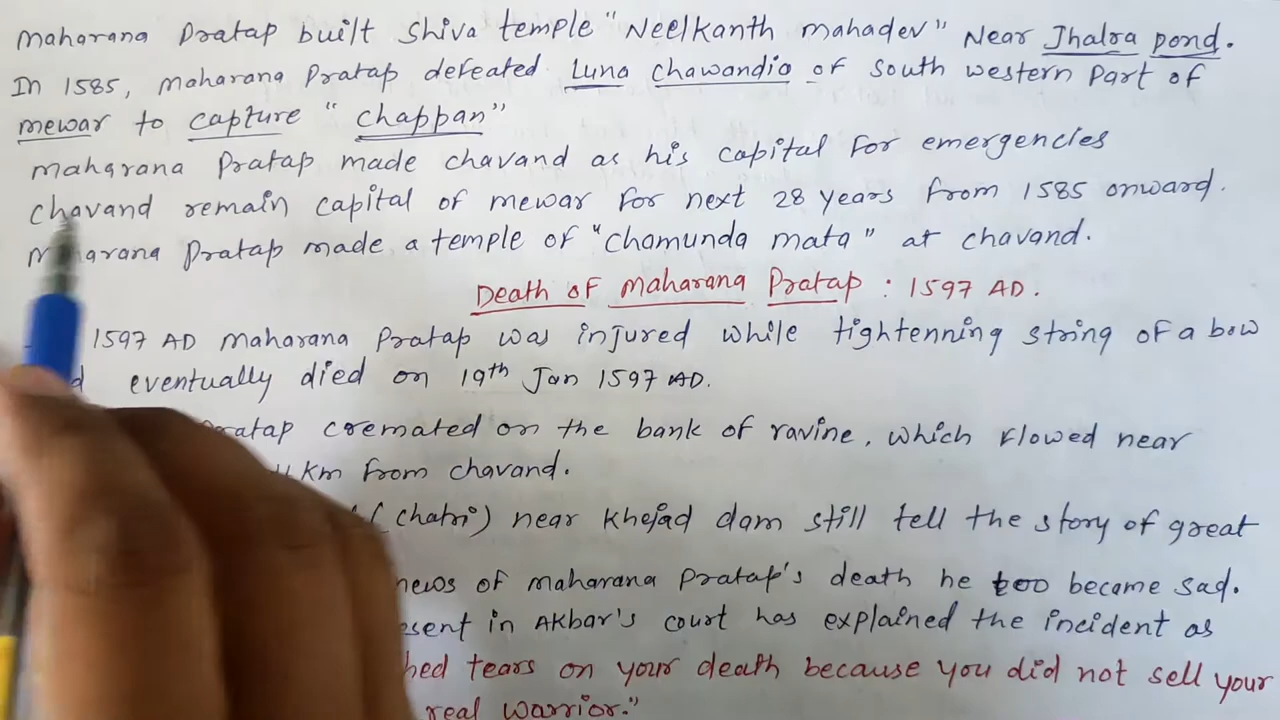 Maharana Pratap built Shiva temple "Neelkanth mahadev" Near Jhalra pond.
In 1585, Maharana Pratap defeated Luna Chawandia of South western Part of
mewar to capture "chappan"
Maharana Pratap made chavand as his capital for emergencies
Chavand remain capital of mewar for next 28 years from 1585 onward.
Maharana Pratap made a temple of "Chamunda mata" at chavand.
Death of Maharana Pratap : 1597 AD.
1597 AD Maharana Pratap was injured while tightenning string of a bow
eventually died on 19th Jan 1597 AD.
cremated on the bank of ravine, which flowed near
km from chavand.
(chatri) near Khejad dam still tell the story of great
news of maharana Pratap's death he too became sad.
in AKbar's court has explained the incident as
tears on your death because you did not sell your
real warrior."